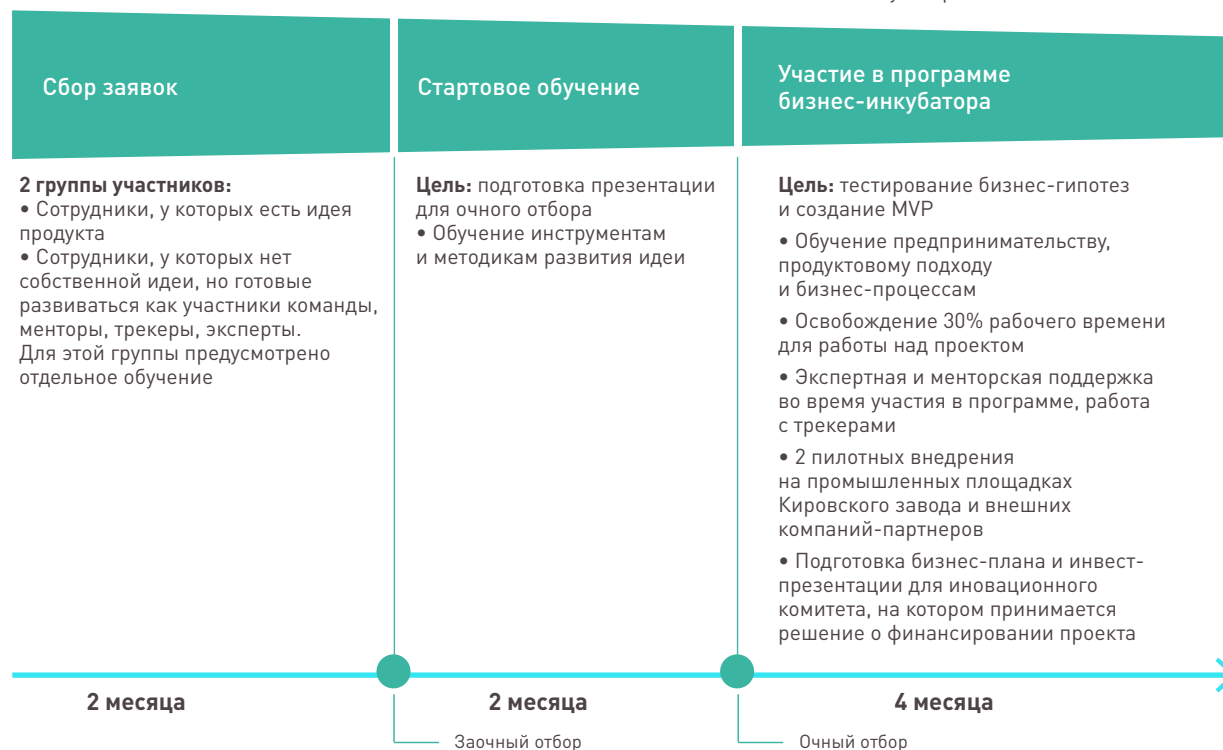 Сбор заявок
Стартовое обучение
Участие в программе
бизнес-инкубатора
2 группы участников:
• Сотрудники, у которых есть идея
продукта
• Сотрудники, у которых нет
собственной идеи, но готовые
развиваться как участники команды,
менторы, трекеры, эксперты.
Для этой группы предусмотрено
отдельное обучение
Цель: подготовка презентации
для очного отбора
• Обучение инструментам
и методикам развития идеи
Цель: тестирование бизнес-гипотез
и создание MVP
• Обучение предпринимательству,
продуктовому подходу
и бизнес-процессам
• Освобождение 30% рабочего времени
для работы над проектом
• Экспертная и менторская поддержка
во время участия в программе, работа
с трекерами
• 2 пилотных внедрения
на промышленных площадках
Кировского завода и внешних
компаний-партнеров
• Подготовка бизнес-плана и инвест-
презентации для иновационного
комитета, на котором принимается
решение о финансировании проекта
2 месяца
2 месяца
4 месяца
Заочный отбор
Очный отбор